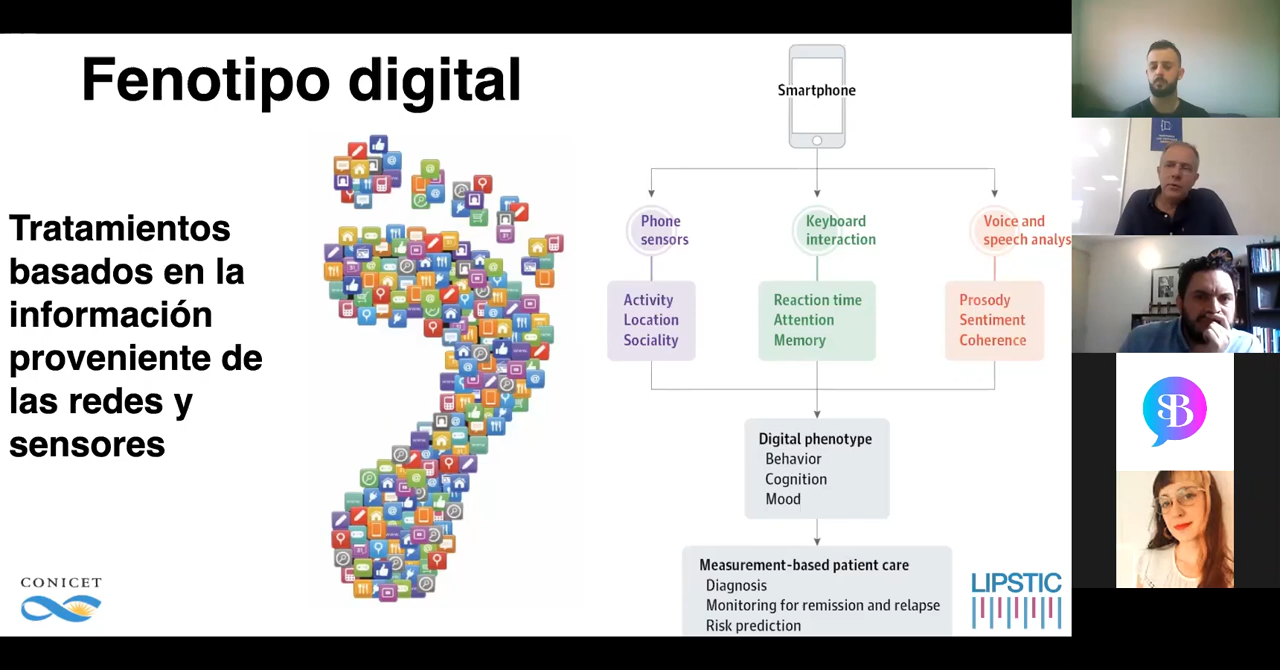 Fenotipo digital
Tratamientos
basados en la
información
proveniente de
las redes y
sensores
CONICET
Smartphone
Phone
sensors
Keyboard
interaction
Voice and
speech analys
Activity
Location
Sociality
Reaction time
Attention
Memory
Prosody
Sentiment
Coherence
Digital phenotype
Behavior
Cognition
Mood
Measurement-based patient care
Diagnosis
Monitoring for remission and relapse
Risk prediction
LIPSTIC
SB